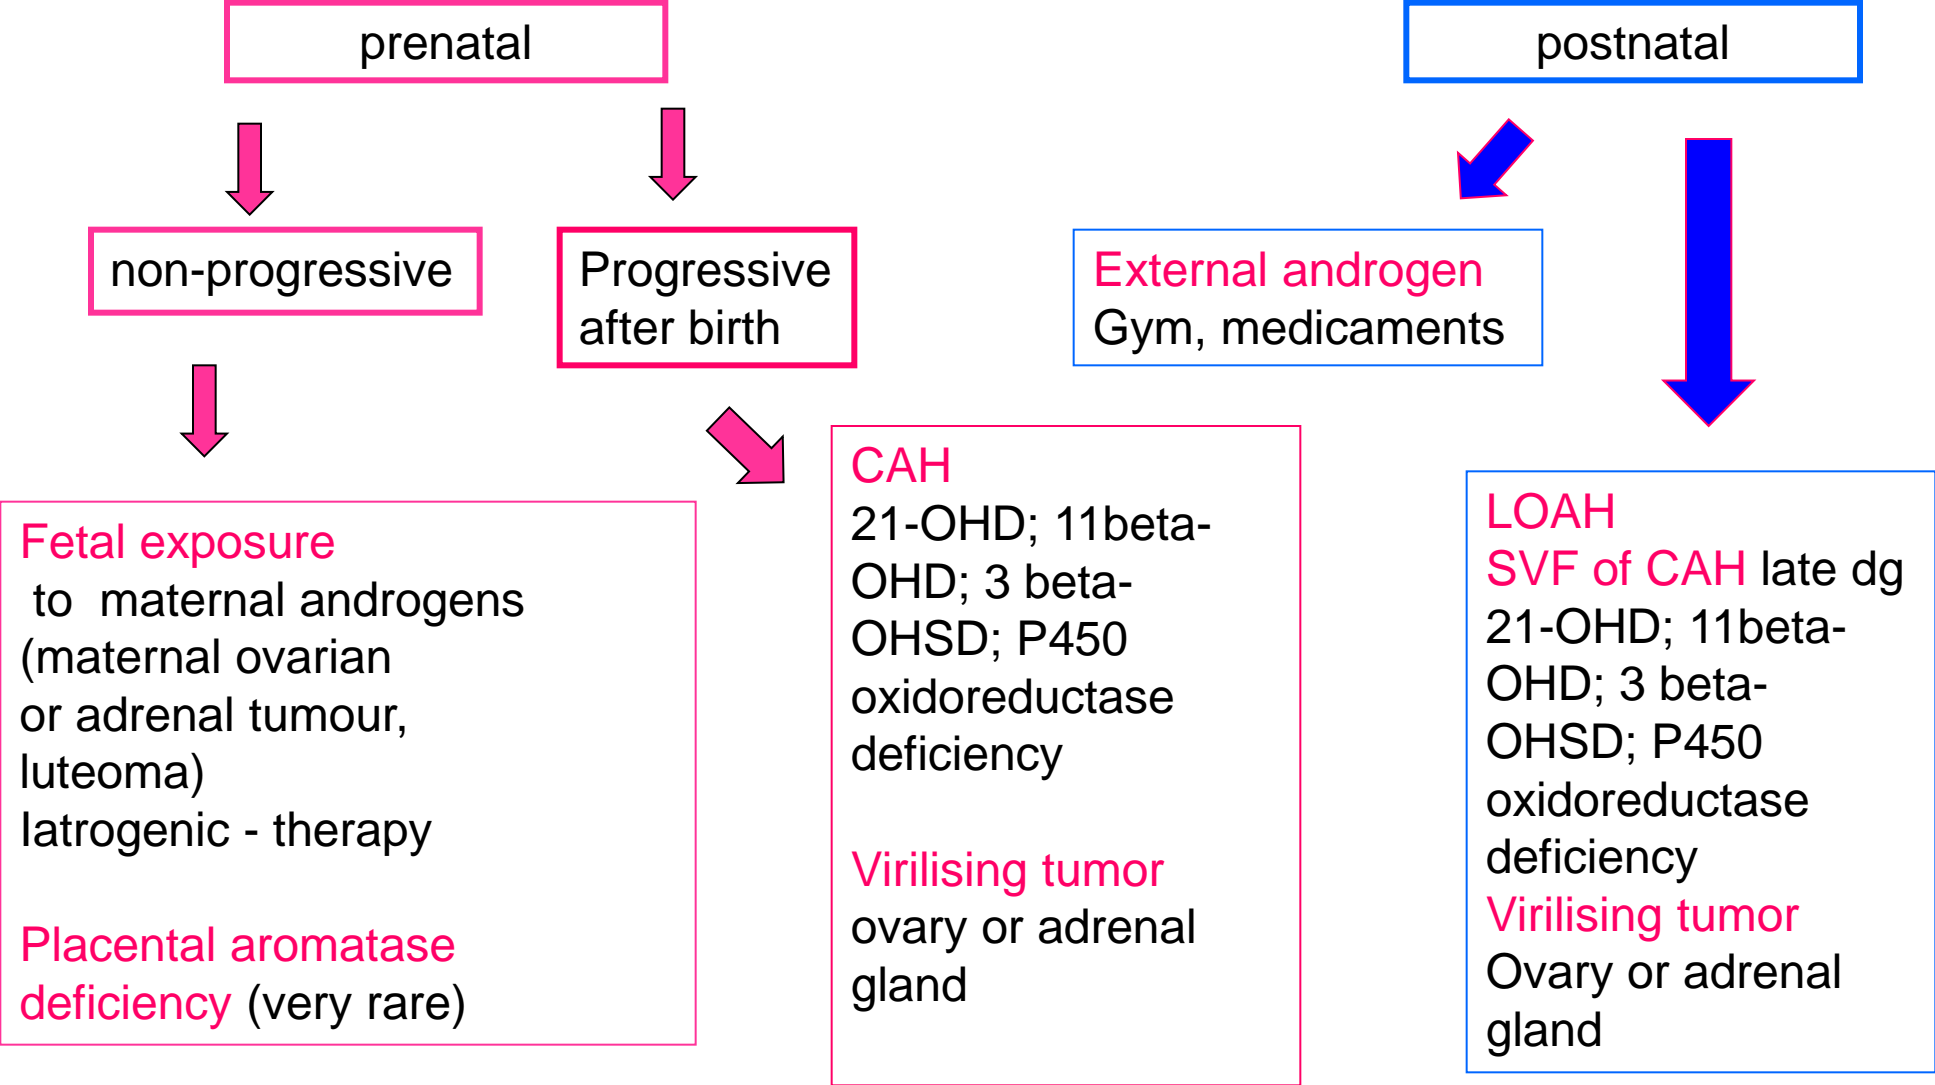 prenatal
postnatal
non-progressive
Progressive
after birth
External androgen
Gym, medicaments
Fetal exposure
to maternal androgens
(maternal ovarian
or adrenal tumour,
luteoma)
Iatrogenic - therapy
Placental aromatase
deficiency (very rare)
CAH
21-OHD; 11beta-
OHD; 3 beta-
OHSD; P450
oxidoreductase
deficiency
Virilising tumor
ovary or adrenal
gland
LOAH
SVF of CAH late dg
21-OHD; 11beta-
OHD; 3 beta-
OHSD; P450
oxidoreductase
deficiency
Virilising tumor
Ovary or adrenal
gland